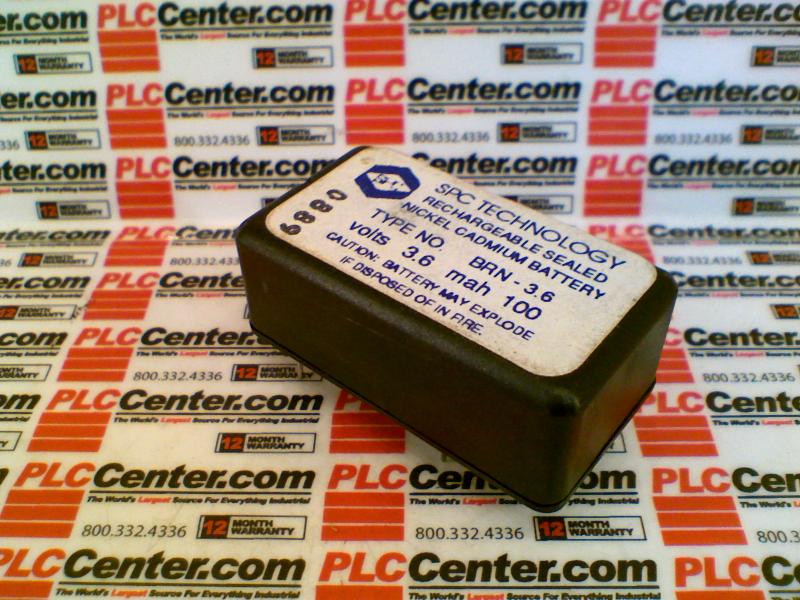 SPC TECHNOLOGY
RECHARGEABLE SEALED
NICKEL CADMIUM BATTERY
TYPE NO. BRN - 3.6
volts 3.6 mah 100
CAUTION: BATTERY MAY EXPLODE
IF DISPOSED OF IN FIRE.
PLCCenter.com
The World's Largest Source For Everything Industrial
800.332.4336
12 MONTH WARRANTY